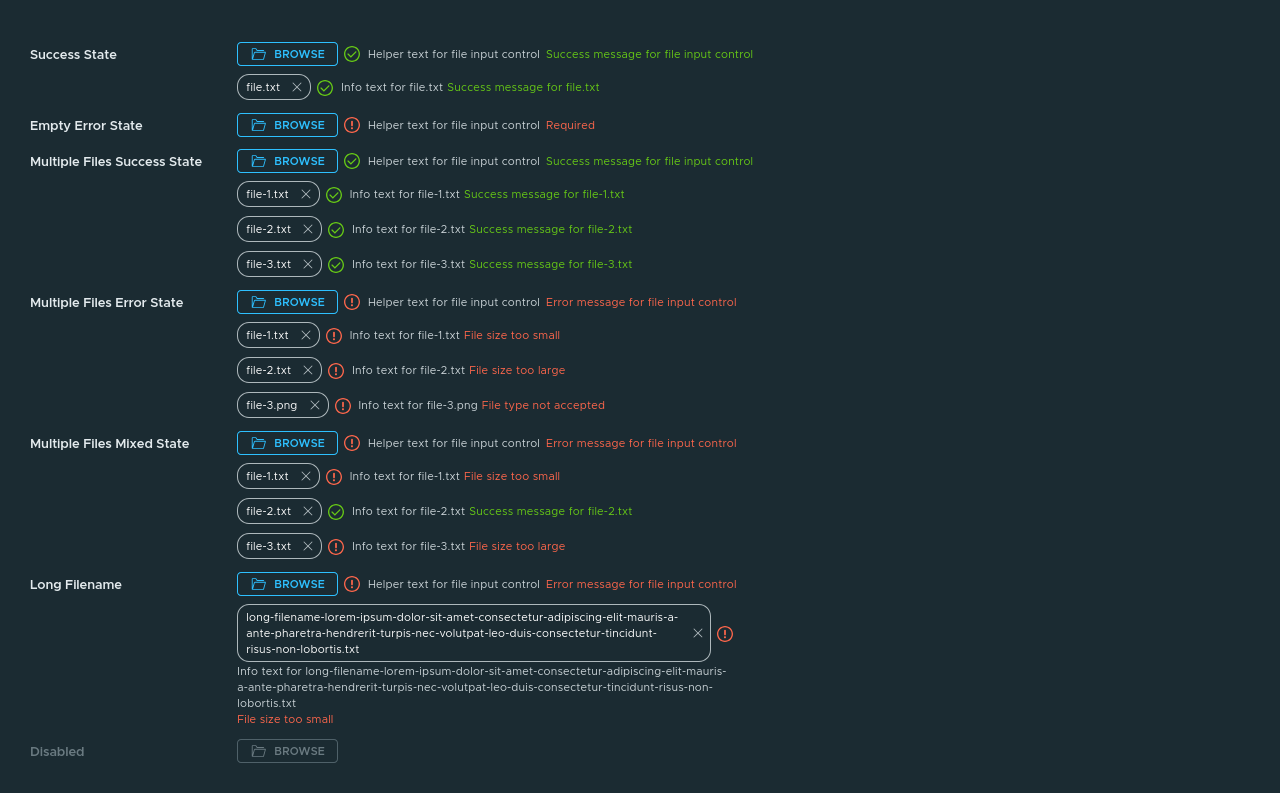 Success State BROWSE Helper text for file input control Success message for file input control
file.txt Info text for file.txt Success message for file.txt
Empty Error State BROWSE Helper text for file input control Required
Multiple Files Success State BROWSE Helper text for file input control Success message for file input control
file-1.txt Info text for file-1.txt Success message for file-1.txt
file-2.txt Info text for file-2.txt Success message for file-2.txt
file-3.txt Info text for file-3.txt Success message for file-3.txt
Multiple Files Error State BROWSE Helper text for file input control Error message for file input control
file-1.txt Info text for file-1.txt File size too small
file-2.txt Info text for file-2.txt File size too large
file-3.png Info text for file-3.png File type not accepted
Multiple Files Mixed State BROWSE Helper text for file input control Error message for file input control
file-1.txt Info text for file-1.txt File size too small
file-2.txt Info text for file-2.txt Success message for file-2.txt
file-3.txt Info text for file-3.txt File size too large
Long Filename BROWSE Helper text for file input control Error message for file input control
long-filename-lorem-ipsum-dolor-sit-amet-consectetur-adipiscing-elit-mauris-a-
ante-pharetra-hendrerit-turpis-nec-volutpat-leo-duis-consectetur-tincidunt-
risus-non-lobortis.txt
Info text for long-filename-lorem-ipsum-dolor-sit-amet-consectetur-adipiscing-elit-mauris-
a-ante-pharetra-hendrerit-turpis-nec-volutpat-leo-duis-consectetur-tincidunt-risus-non-
lobortis.txt
File size too small
Disabled BROWSE